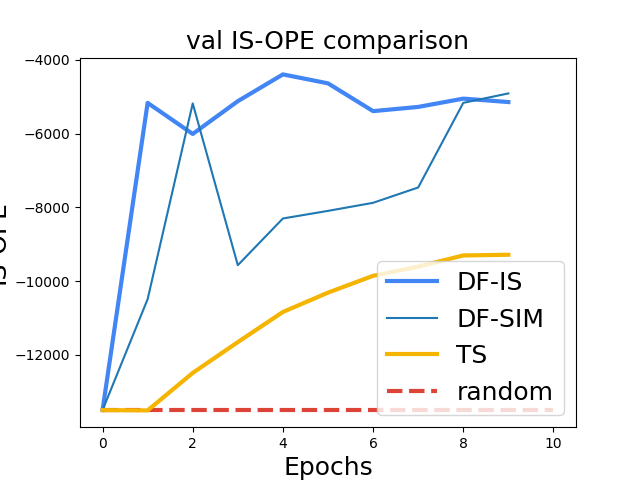 val IS-OPE comparison
−4000
−6000
−8000
−10000
−12000
IS-OPE
DF-IS
DF-SIM
TS
random
0
2
4
6
8
10
Epochs